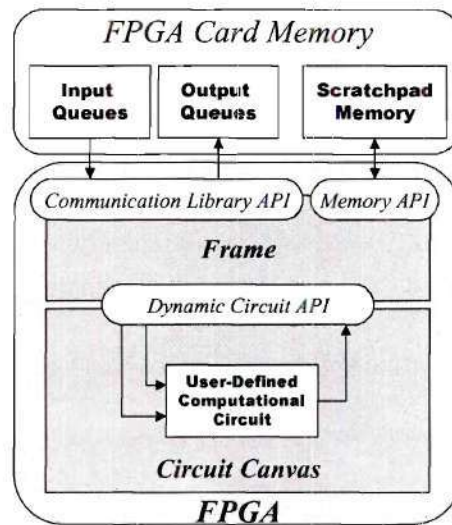 FPGA Card Memory
Input
Queues
Output
Queues
Scratchpad
Memory
Communication Library API
Memory API
Frame
Dynamic Circuit API
User-Defined
Computational
Circuit
Circuit Canvas
FPGA